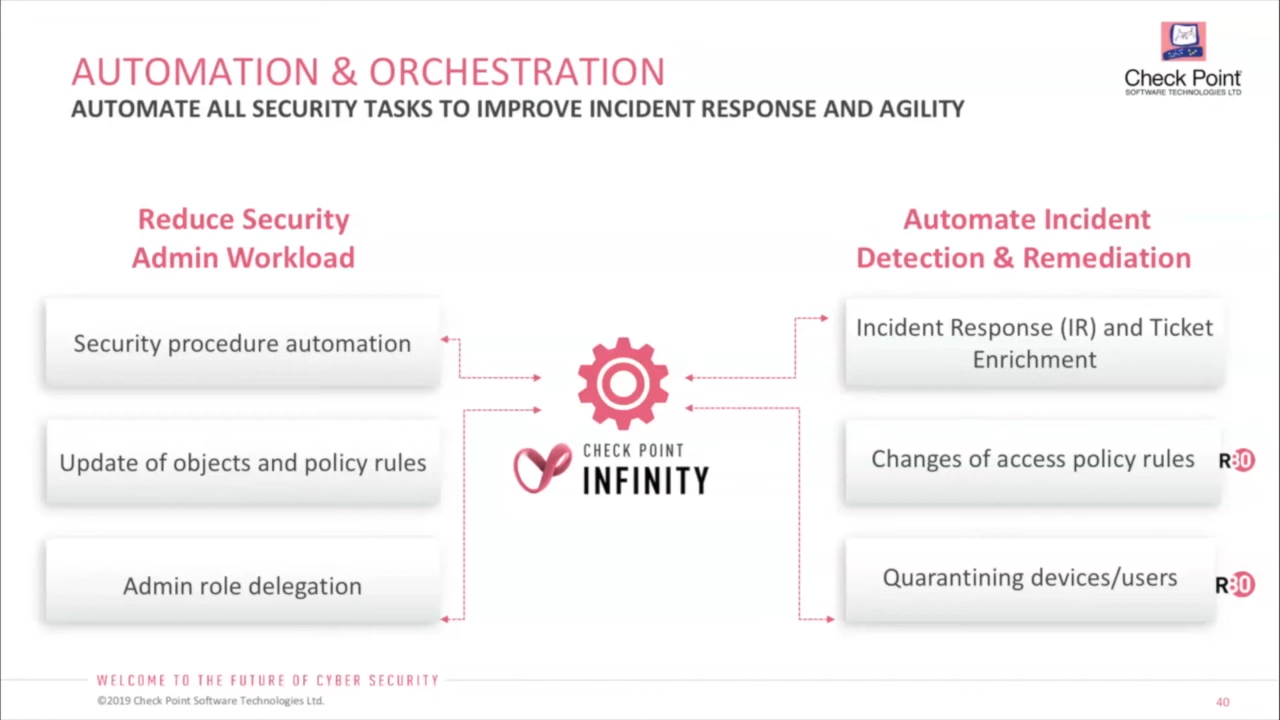 AUTOMATION & ORCHESTRATION
AUTOMATE ALL SECURITY TASKS TO IMPROVE INCIDENT RESPONSE AND AGILITY
Check Point
SOFTWARE TECHNOLOGIES LTD
Reduce Security
Admin Workload
Security procedure automation
Update of objects and policy rules
Admin role delegation
CHECK POINT
INFINITY
Automate Incident
Detection & Remediation
Incident Response (IR) and Ticket
Enrichment
Changes of access policy rules
R80
Quarantining devices/users
R80
WELCOME TO THE FUTURE OF CYBER SECURITY
©2019 Check Point Software Technologies Ltd.
40